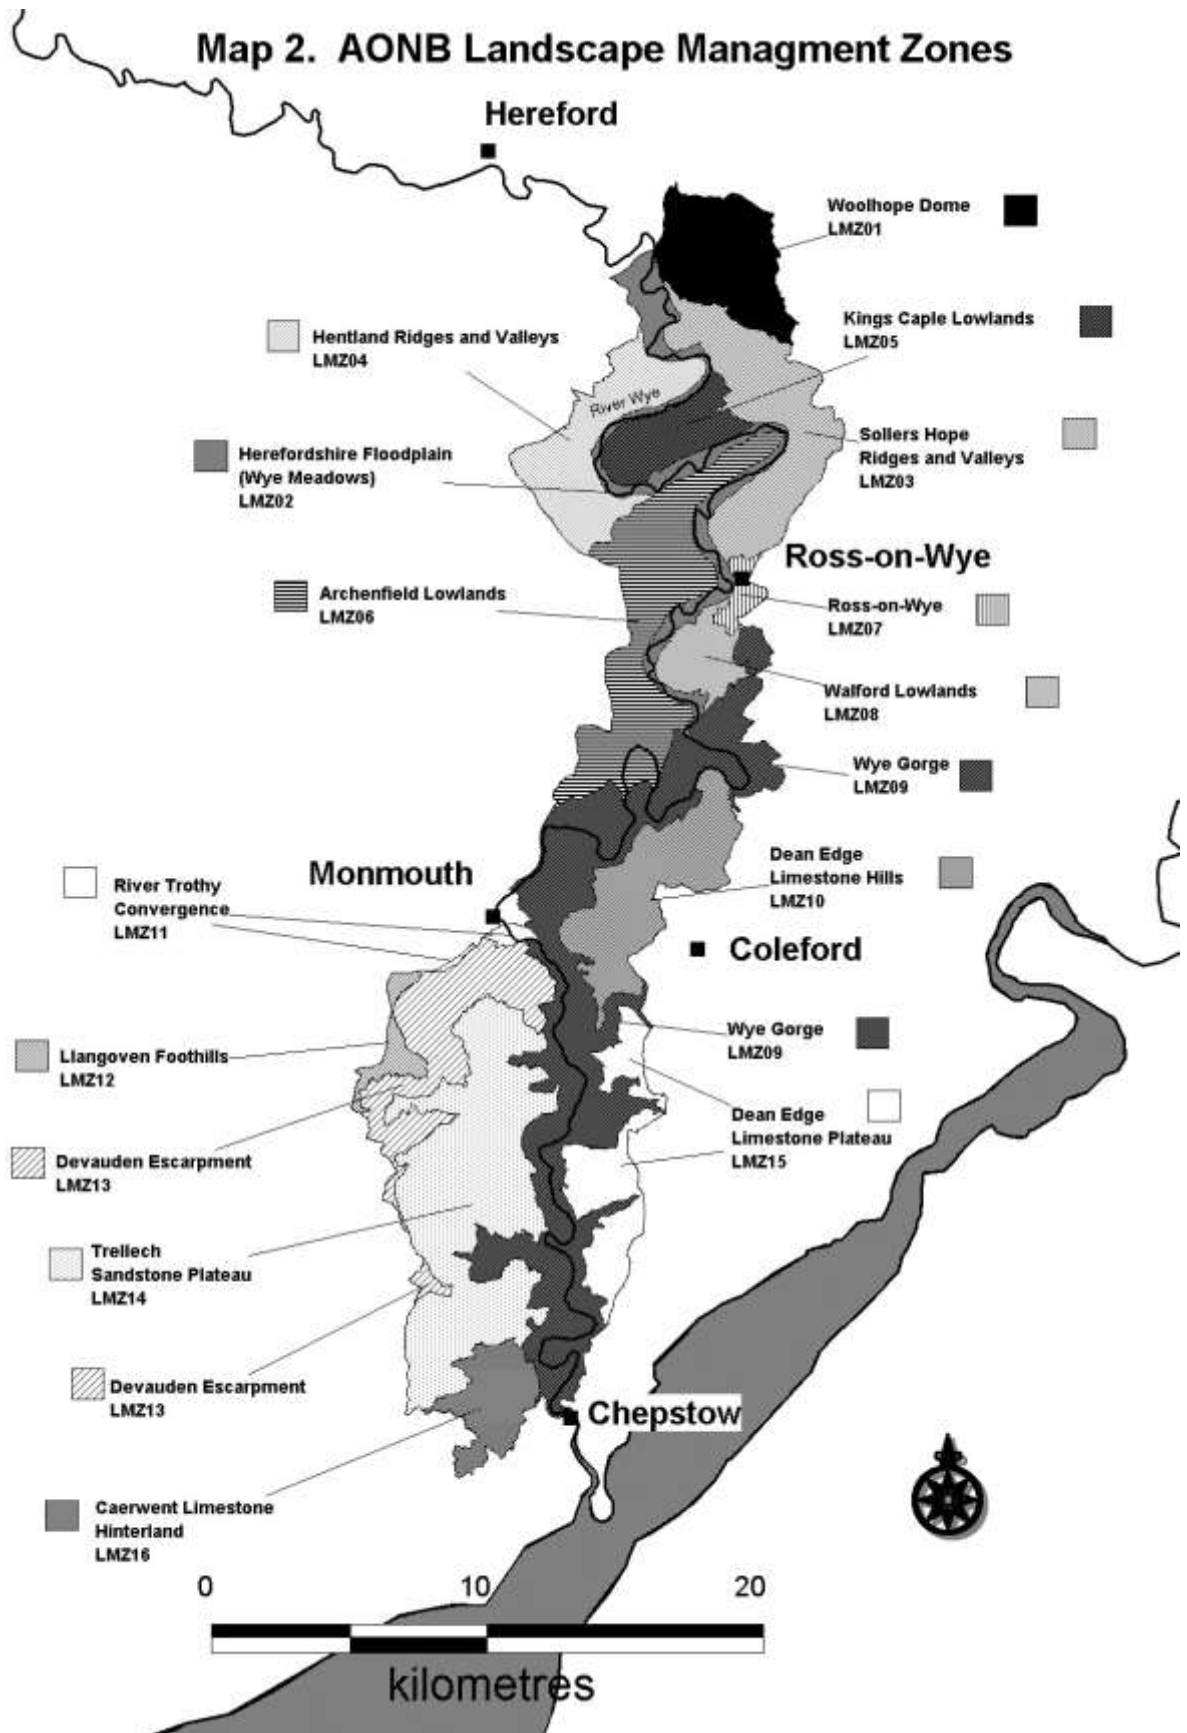 Map 2. AONB Landscape Managment Zones
Hereford
Woolhope Dome
LMZ01
Kings Caple Lowlands
LMZ05
Hentland Ridges and Valleys
LMZ04
River Wye
Sollers Hope
Ridges and Valleys
LMZ03
Herefordshire Floodplain
(Wye Meadows)
LMZ02
Ross-on-Wye
Archenfield Lowlands
LMZ06
Ross-on-Wye
LMZ07
Walford Lowlands
LMZ08
Wye Gorge
LMZ09
Monmouth
Dean Edge
Limestone Hills
LMZ10
River Trothy
Convergence
LMZ11
Coleford
Wye Gorge
LMZ09
Llangoven Foothills
LMZ12
Dean Edge
Limestone Plateau
LMZ15
Devauden Escarpment
LMZ13
Trellech
Sandstone Plateau
LMZ14
Devauden Escarpment
LMZ13
Chepstow
Caerwent Limestone
Hinterland
LMZ16
0 10 20
kilometres